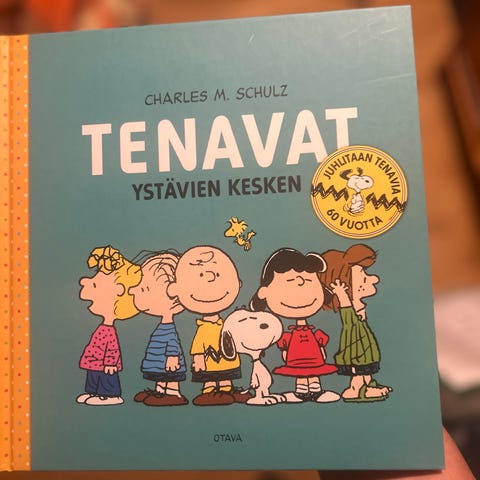 CHARLES M. SCHULZ
TENAVAT
YSTÄVIEN KESKEN
JUHLITAAN TENAVIA
60 VUOTTA
OTAVA